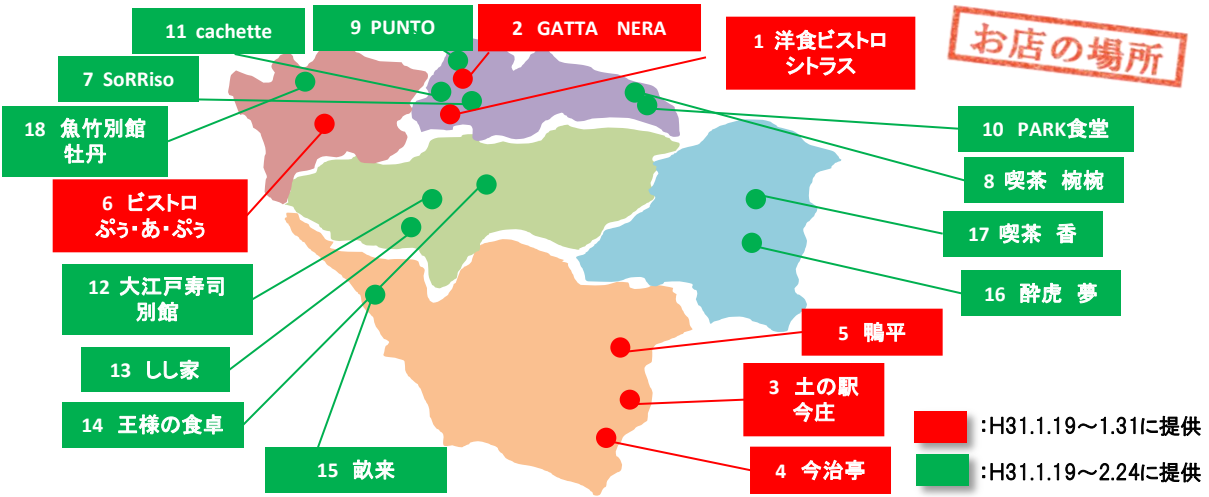 お店の場所
11 cachette
9 PUNTO
2 GATTA NERA
1 洋食ビストロ
シトラス
7 SoRRiso
18 魚竹別館
牡丹
6 ビストロ
ぷぅ・あ・ぷぅ
12 大江戸寿司
別館
13 しし家
14 王様の食卓
15 畝来
10 PARK食堂
8 喫茶 椀椀
17 喫茶 香
16 酔虎 夢
5 鴨平
3 土の駅
今庄
4 今治亭
:H31.1.19～1.31に提供
:H31.1.19～2.24に提供